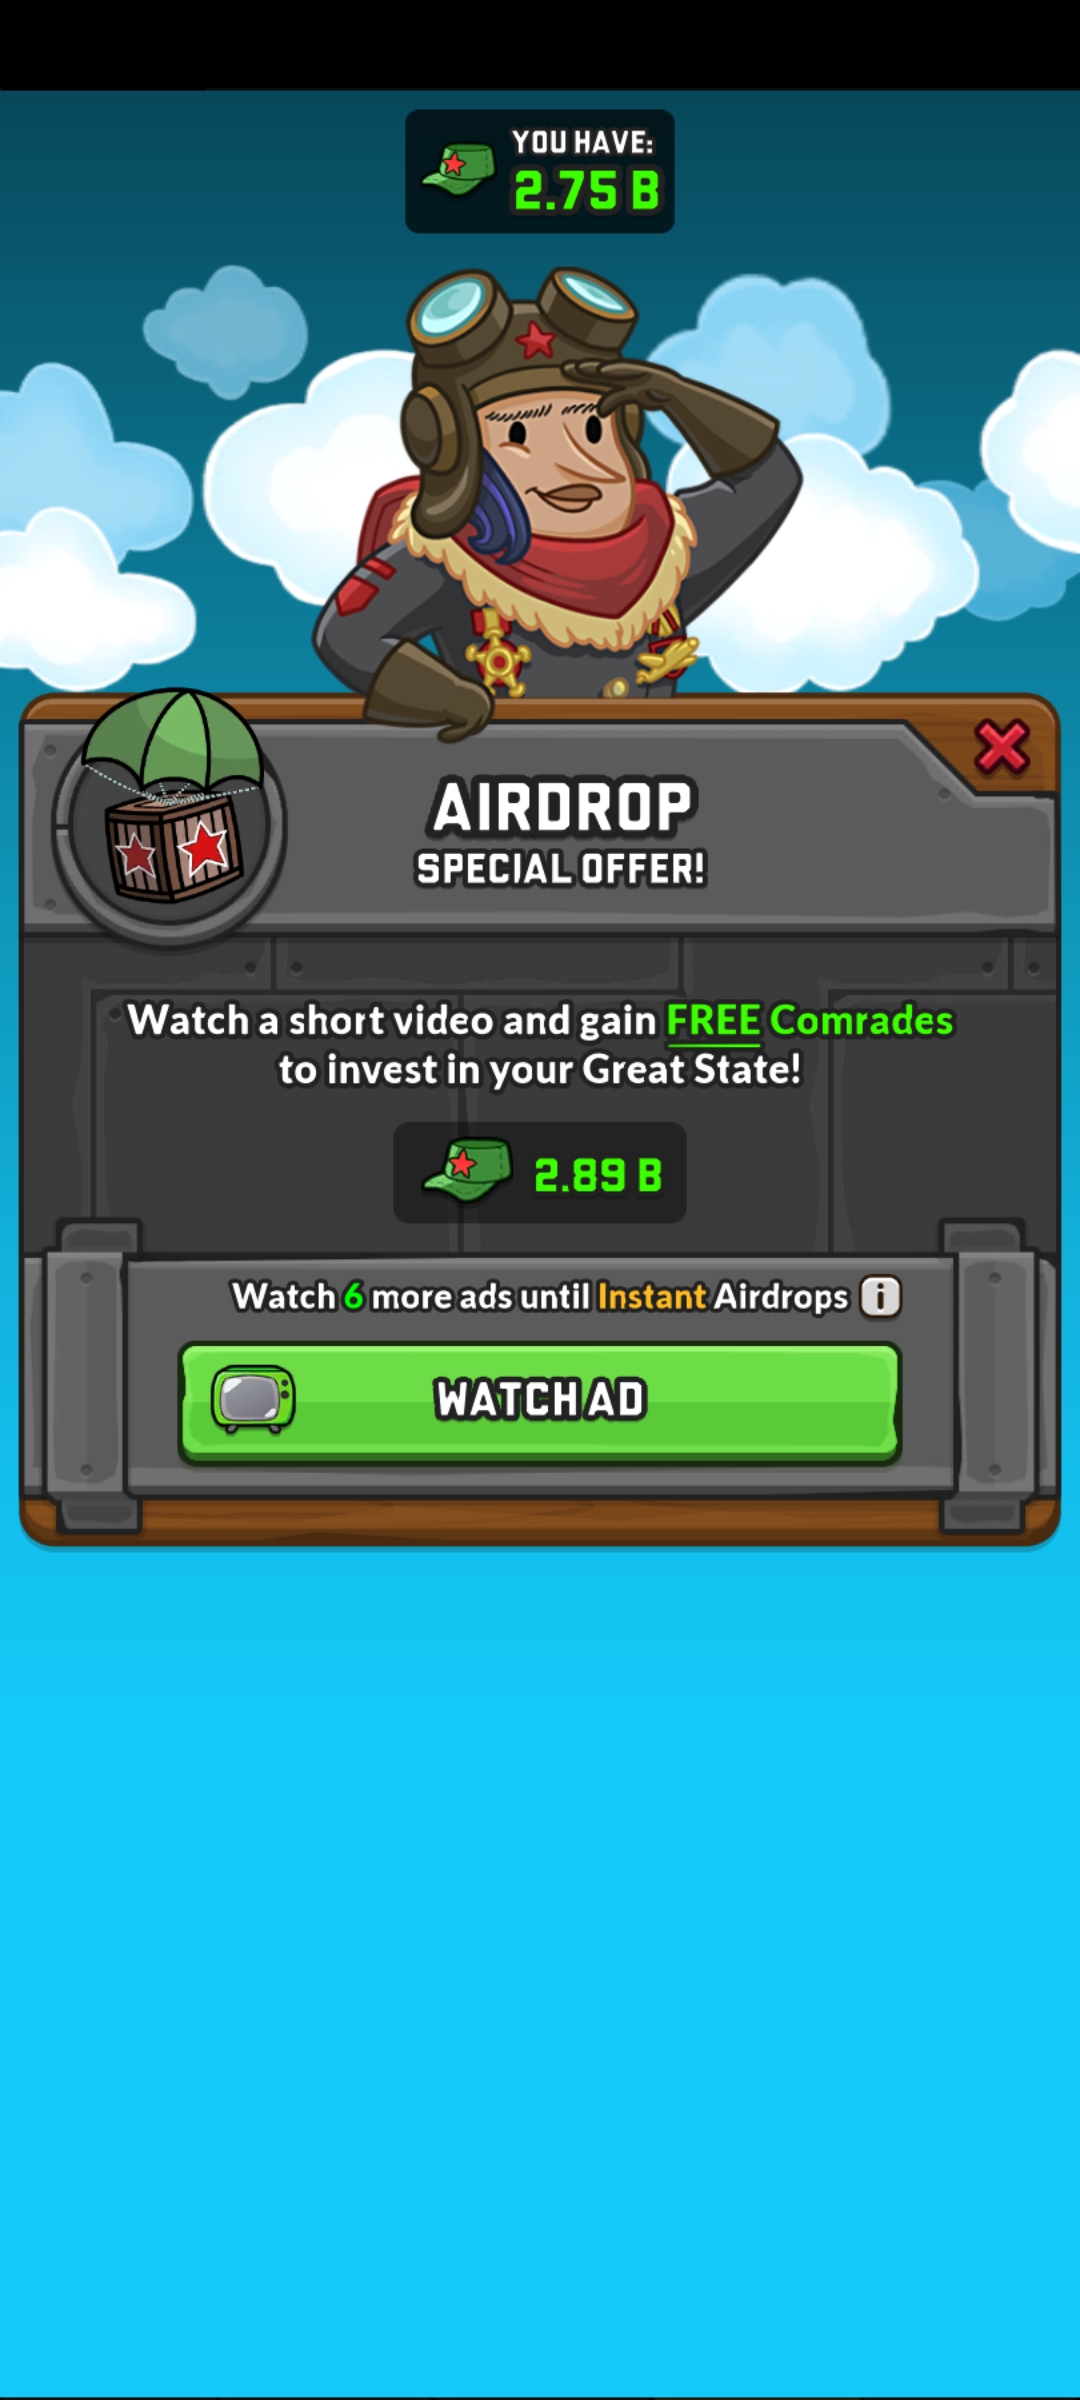 YOU HAVE:
2.75 B
AIRDROP
SPECIAL OFFER!
Watch a short video and gain FREE Comrades
to invest in your Great State!
2.89 B
Watch 6 more ads until Instant Airdrops i
WATCH AD